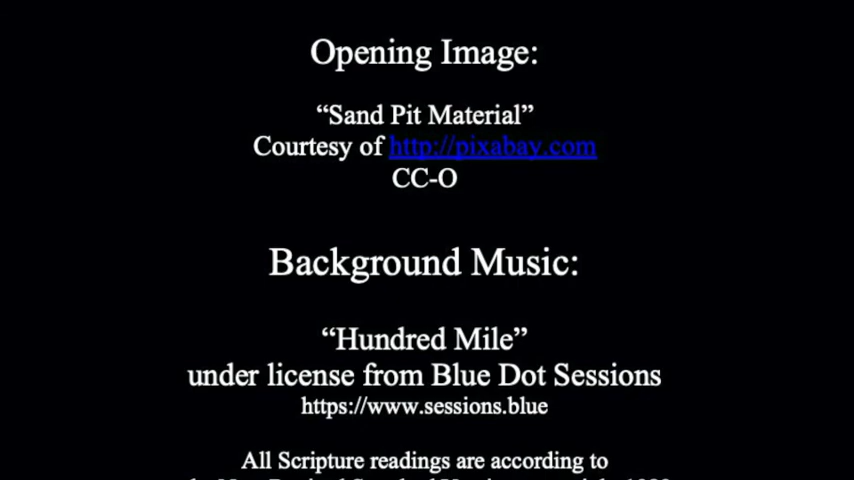 Opening Image:
“Sand Pit Material”
Courtesy of http://pixabay.com
CC-O
Background Music:
“Hundred Mile”
under license from Blue Dot Sessions
https://www.sessions.blue
All Scripture readings are according to